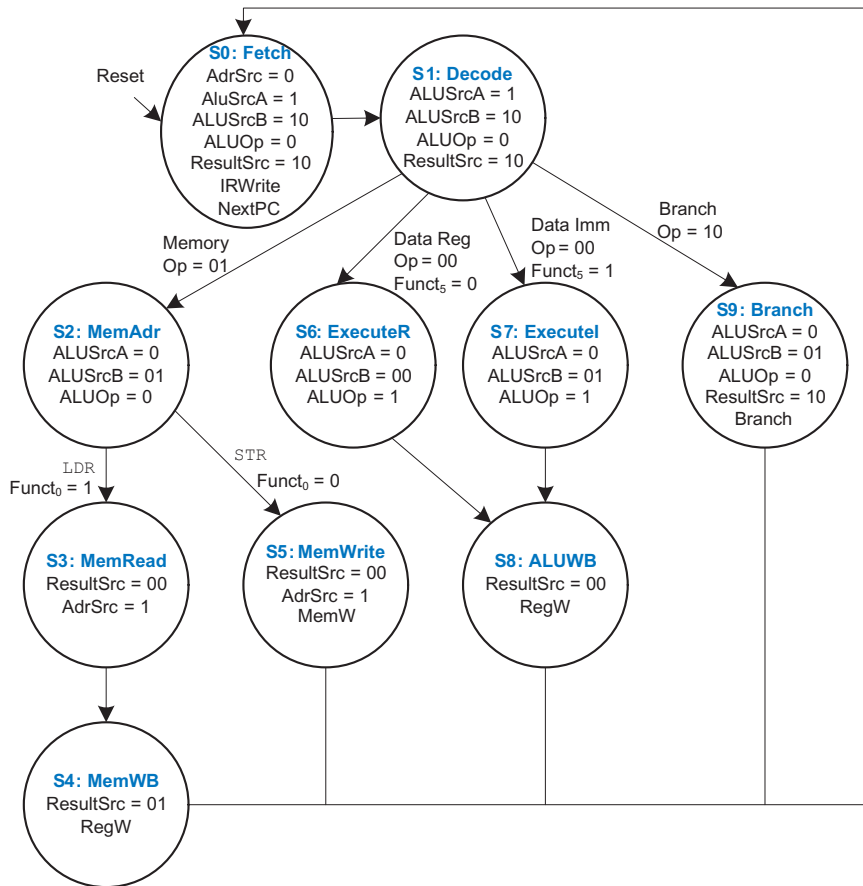 Reset
S0: Fetch
AdrSrc = 0
AluSrcA = 1
ALUSrcB = 10
ALUOp = 0
ResultSrc = 10
IRWrite
NextPC
S1: Decode
ALUSrcA = 1
ALUSrcB = 10
ALUOp = 0
ResultSrc = 10
Memory
Op = 01
Data Reg
Op = 00
Funct₅ = 0
Data Imm
Op = 00
Funct₅ = 1
Branch
Op = 10
S2: MemAdr
ALUSrcA = 0
ALUSrcB = 01
ALUOp = 0
S6: ExecuteR
ALUSrcA = 0
ALUSrcB = 00
ALUOp = 1
S7: ExecuteI
ALUSrcA = 0
ALUSrcB = 01
ALUOp = 1
S9: Branch
ALUSrcA = 0
ALUSrcB = 01
ALUOp = 0
ResultSrc = 10
Branch
LDR
Funct₀ = 1
STR
Funct₀ = 0
S3: MemRead
ResultSrc = 00
AdrSrc = 1
S5: MemWrite
ResultSrc = 00
AdrSrc = 1
MemW
S8: ALUWB
ResultSrc = 00
RegW
S4: MemWB
ResultSrc = 01
RegW